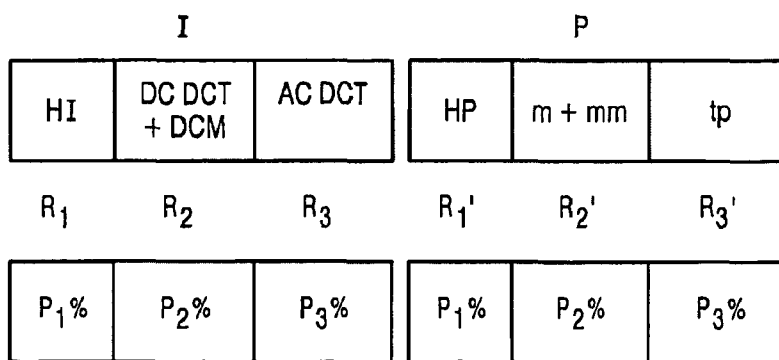 I P
HI DC DCT + DCM AC DCT HP m + mm tp
R₁ R₂ R₃ R₁' R₂' R₃'
P₁% P₂% P₃% P₁% P₂% P₃%